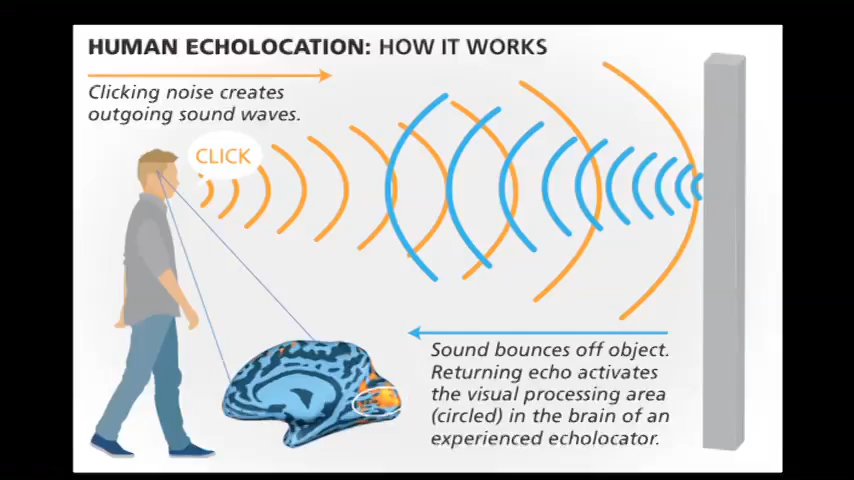 HUMAN ECHOLOCATION: HOW IT WORKS
Clicking noise creates
outgoing sound waves.
CLICK
Sound bounces off object.
Returning echo activates
the visual processing area
(circled) in the brain of an
experienced echolocator.